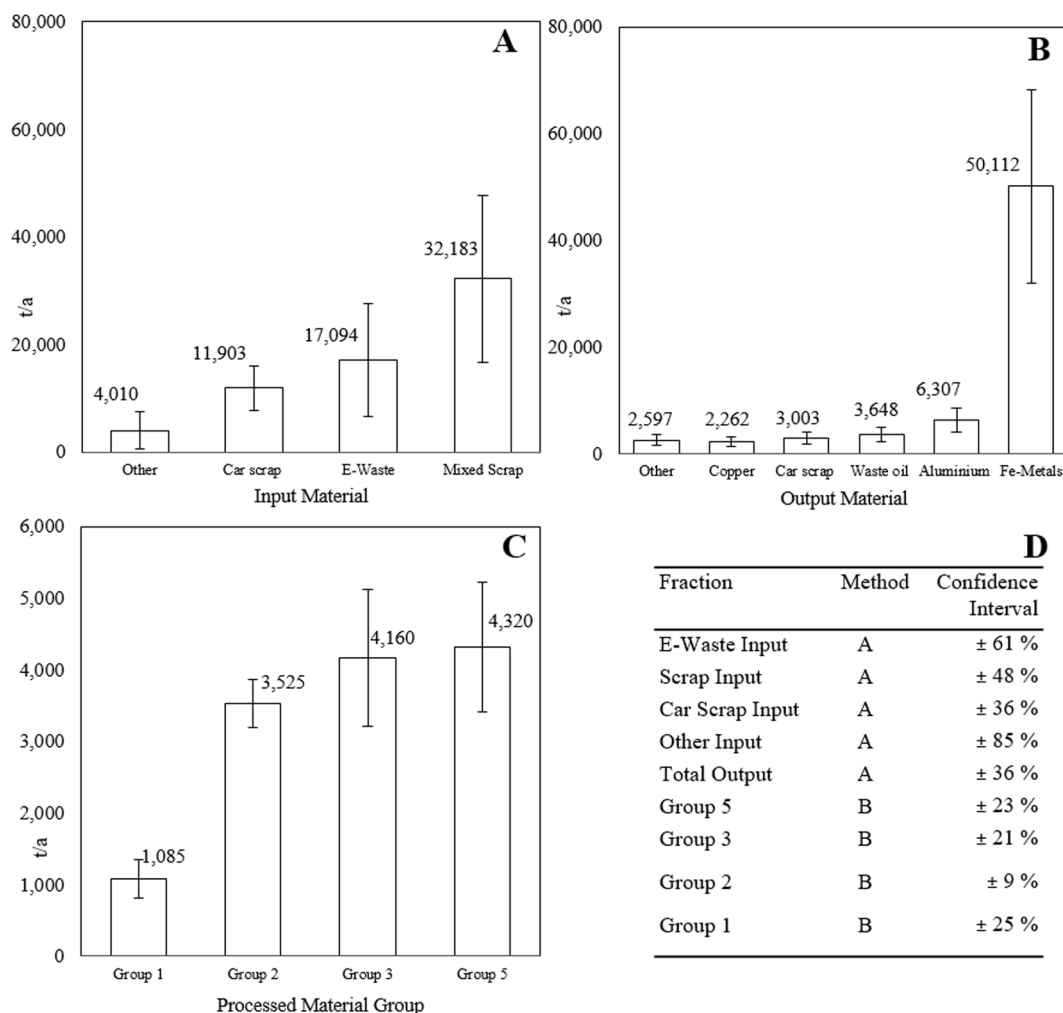 A
80,000
60,000
40,000
20,000
0
t/a
4,010
11,903
17,094
32,183
Other Car scrap E-Waste Mixed Scrap
Input Material
B
80,000
60,000
40,000
20,000
0
t/a
2,597
2,262
3,003
3,648
6,307
50,112
Other Copper Car scrap Waste oil Aluminium Fe-Metals
Output Material
C
6,000
5,000
4,000
3,000
2,000
1,000
0
t/a
1,085
3,525
4,160
4,320
Group 1 Group 2 Group 3 Group 5
Processed Material Group
D
Fraction Method Confidence
Interval
E-Waste Input A ± 61 %
Scrap Input A ± 48 %
Car Scrap Input A ± 36 %
Other Input A ± 85 %
Total Output A ± 36 %
Group 5 B ± 23 %
Group 3 B ± 21 %
Group 2 B ± 9 %
Group 1 B ± 25 %